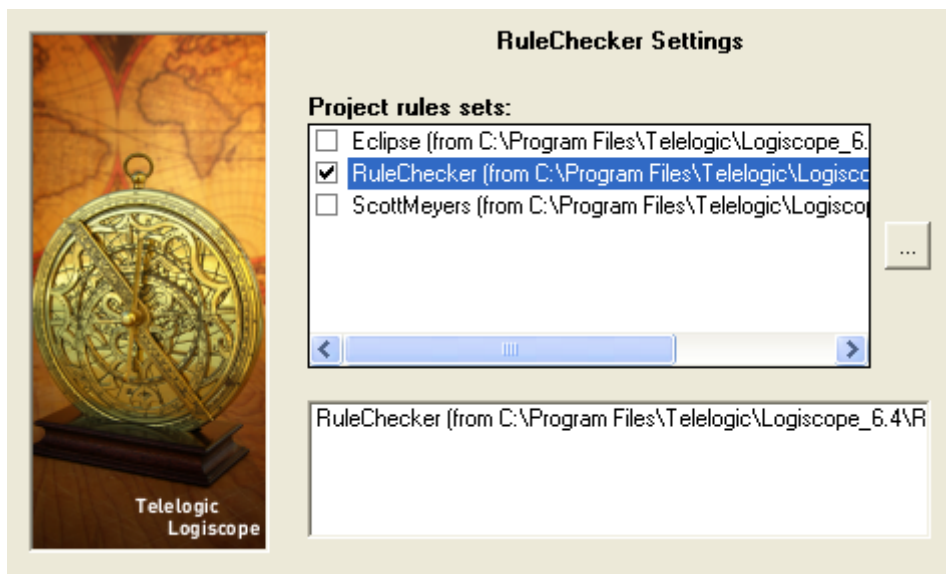 RuleChecker Settings
Project rules sets:
Eclipse (from C:\Program Files\Telelogic\Logiscope_6.
RuleChecker (from C:\Program Files\Telelogic\Logisc
ScottMeyers (from C:\Program Files\Telelogic\Logisco
...
RuleChecker (from C:\Program Files\Telelogic\Logiscope_6.4\R
Telelogic
Logiscope